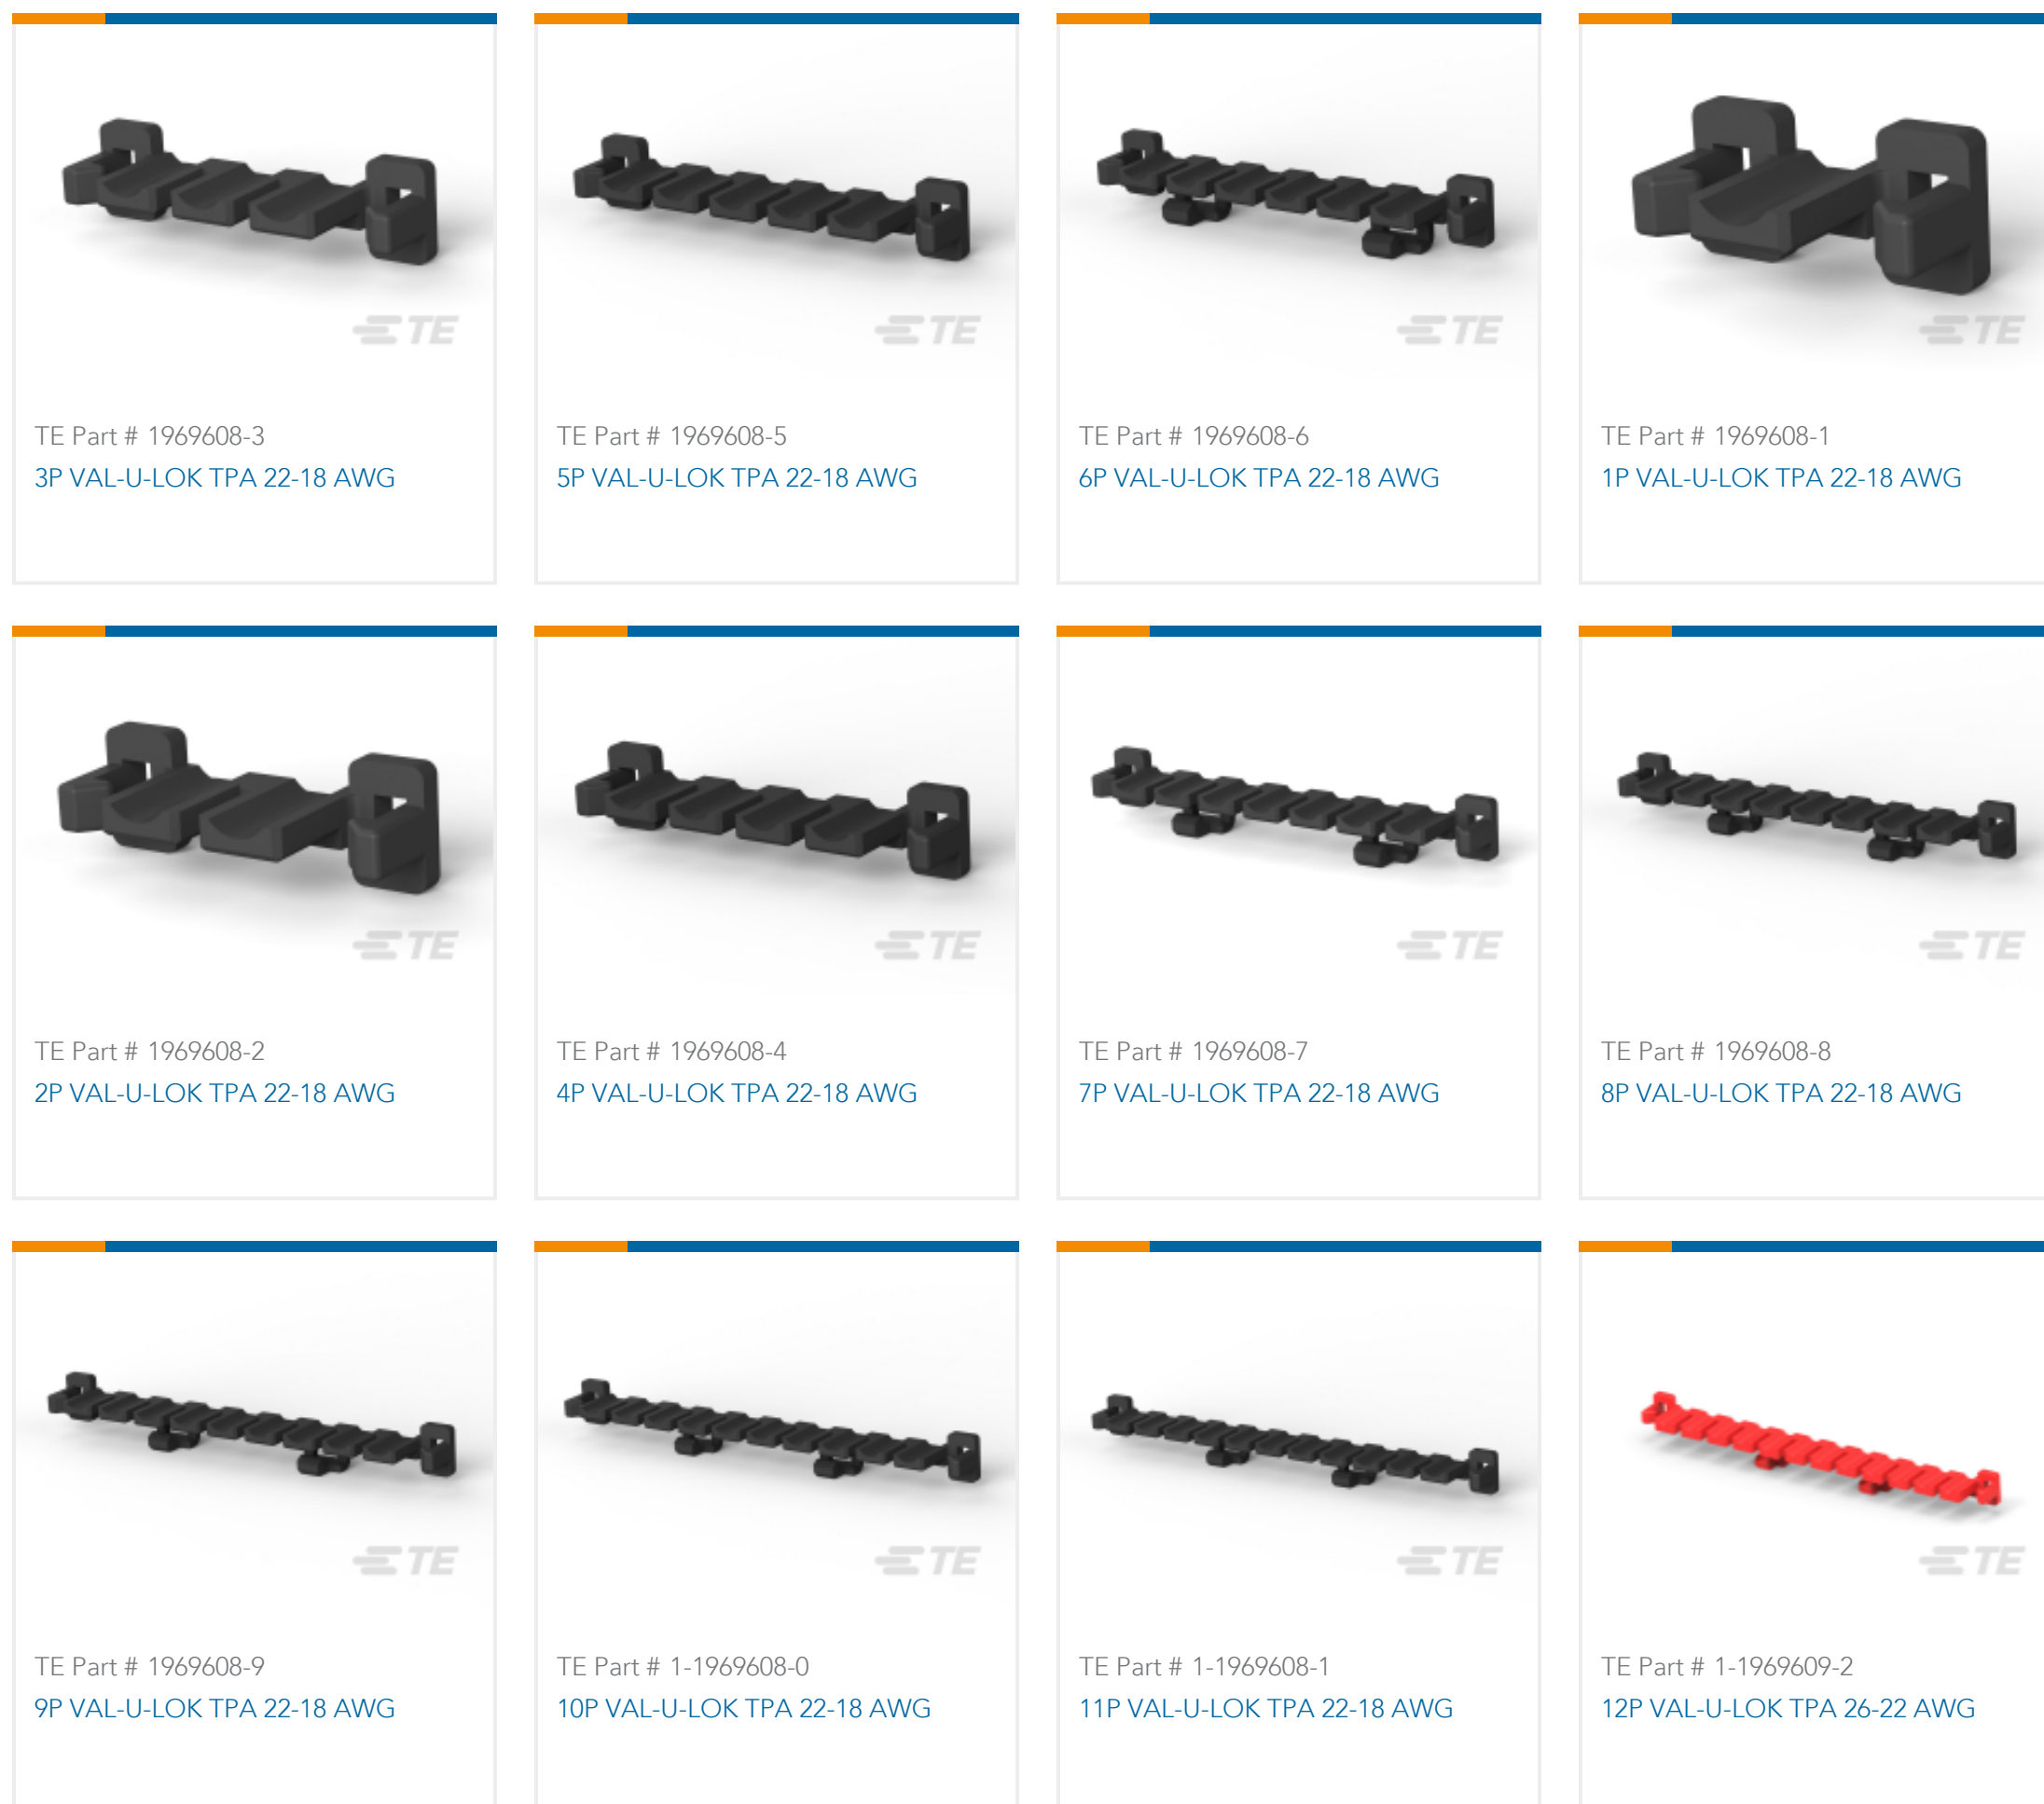 TE
TE Part # 1969608-3
3P VAL-U-LOK TPA 22-18 AWG
TE
TE Part # 1969608-5
5P VAL-U-LOK TPA 22-18 AWG
TE
TE Part # 1969608-6
6P VAL-U-LOK TPA 22-18 AWG
TE
TE Part # 1969608-1
1P VAL-U-LOK TPA 22-18 AWG
TE
TE Part # 1969608-2
2P VAL-U-LOK TPA 22-18 AWG
TE
TE Part # 1969608-4
4P VAL-U-LOK TPA 22-18 AWG
TE
TE Part # 1969608-7
7P VAL-U-LOK TPA 22-18 AWG
TE
TE Part # 1969608-8
8P VAL-U-LOK TPA 22-18 AWG
TE
TE Part # 1969608-9
9P VAL-U-LOK TPA 22-18 AWG
TE
TE Part # 1-1969608-0
10P VAL-U-LOK TPA 22-18 AWG
TE
TE Part # 1-1969608-1
11P VAL-U-LOK TPA 22-18 AWG
TE
TE Part # 1-1969609-2
12P VAL-U-LOK TPA 26-22 AWG